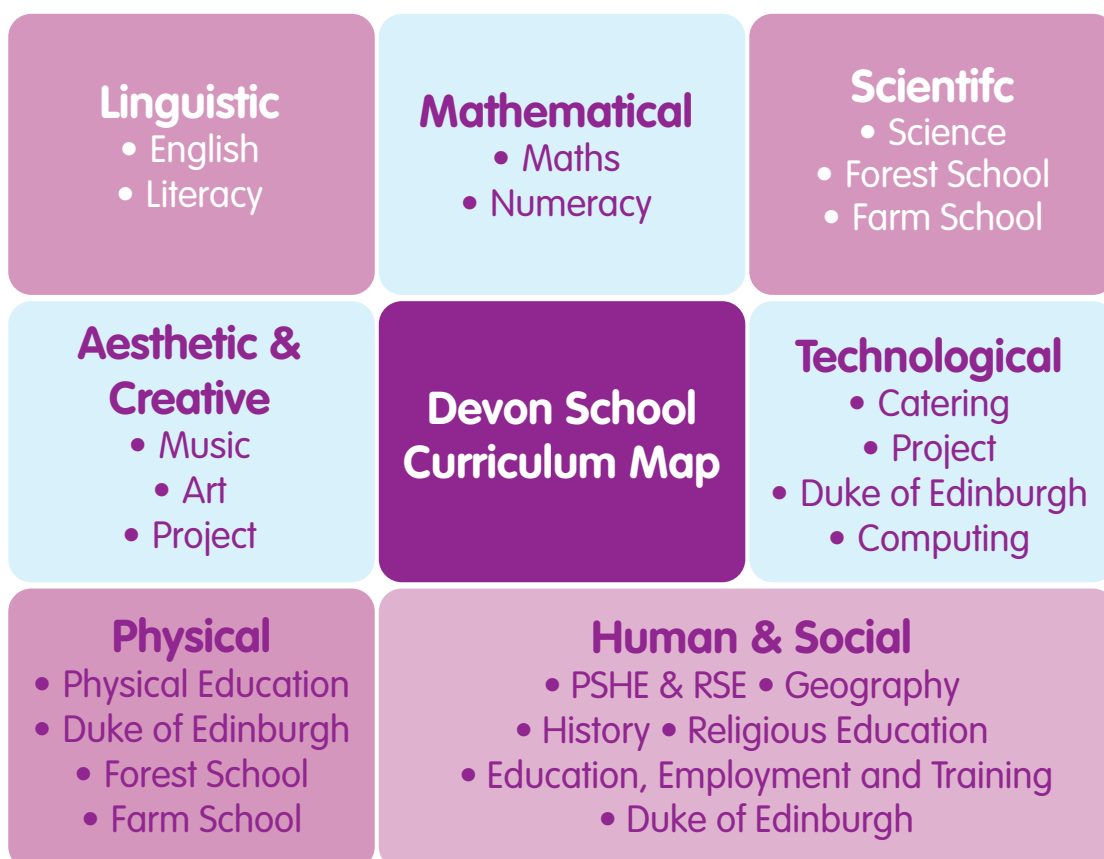 Linguistic
• English
• Literacy
Mathematical
• Maths
• Numeracy
Scientifc
• Science
• Forest School
• Farm School
Aesthetic &
Creative
• Music
• Art
• Project
Devon School
Curriculum Map
Technological
• Catering
• Project
• Duke of Edinburgh
• Computing
Physical
• Physical Education
• Duke of Edinburgh
• Forest School
• Farm School
Human & Social
• PSHE & RSE • Geography
• History • Religious Education
• Education, Employment and Training
• Duke of Edinburgh